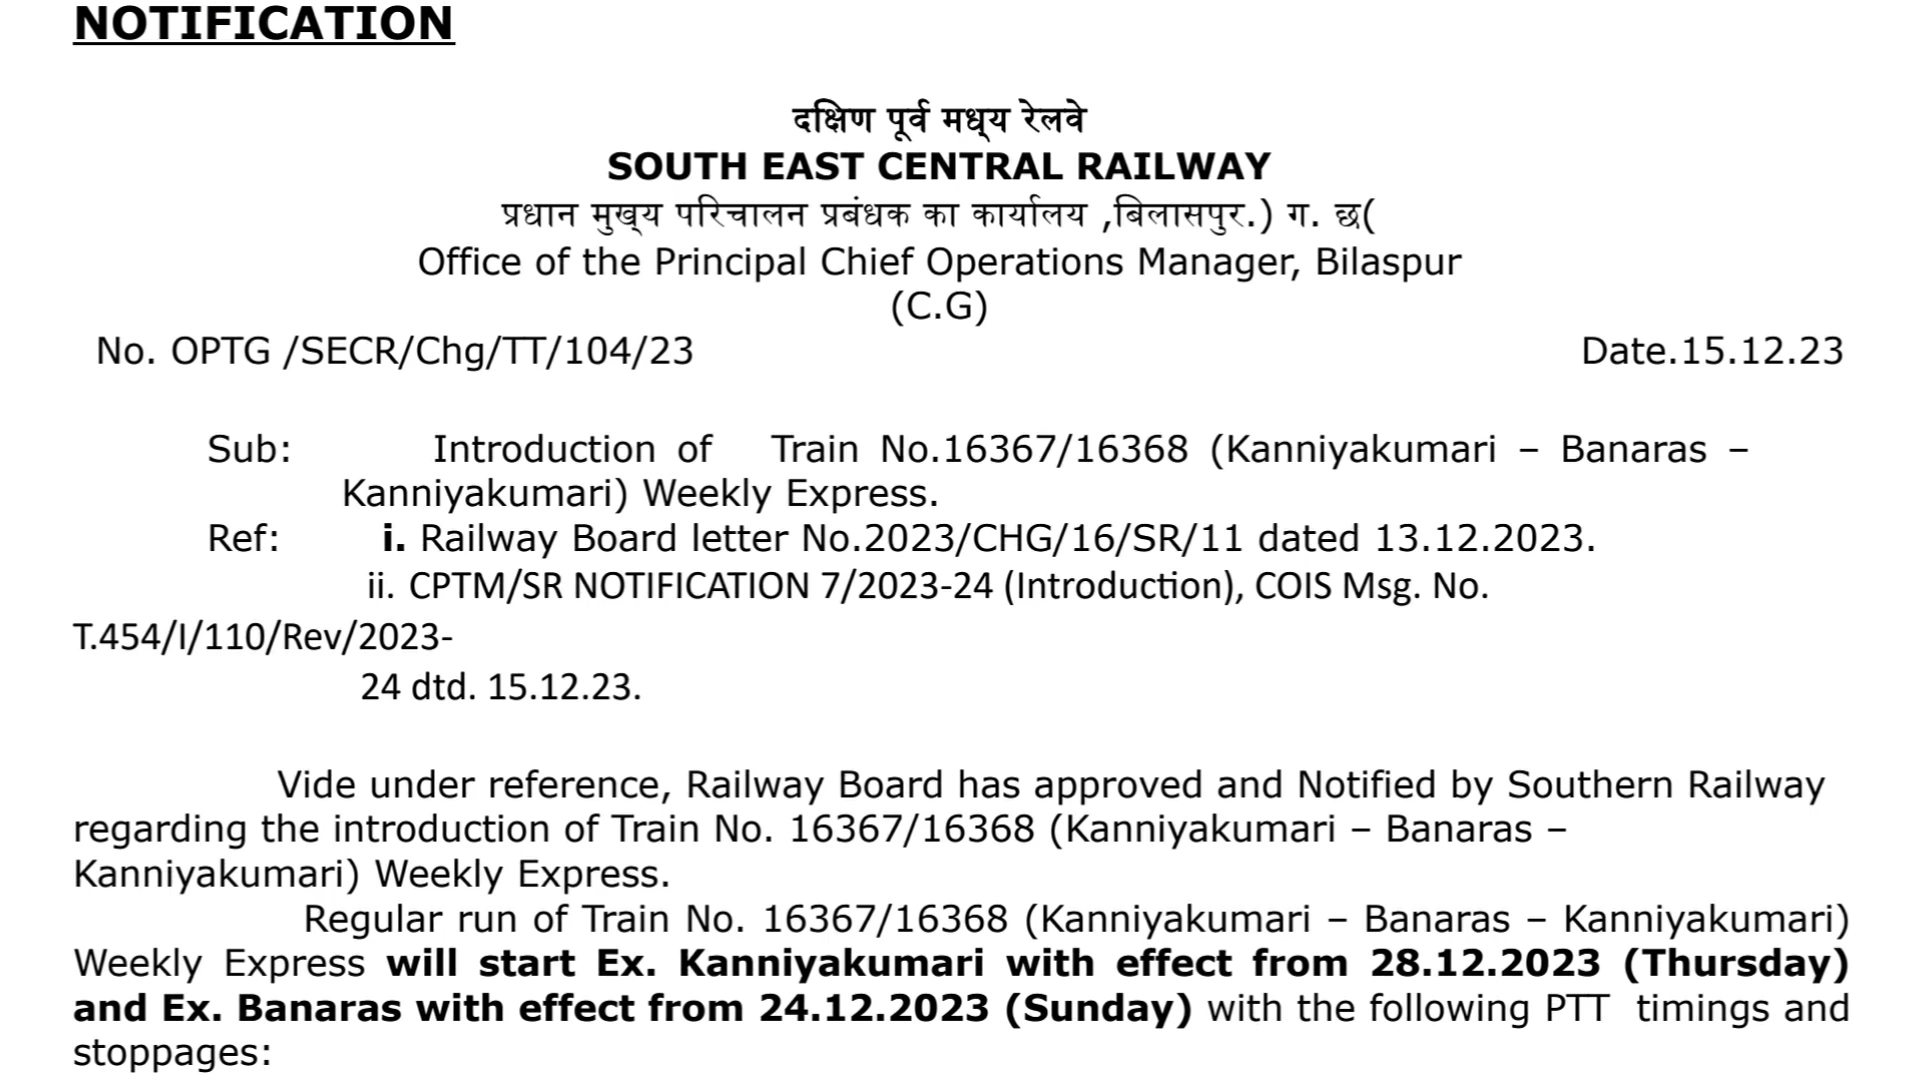 NOTIFICATION
दक्षिण पूर्व मध्य रेलवे
SOUTH EAST CENTRAL RAILWAY
प्रधान मुख्य परिचालन प्रबंधक का कार्यालय ,बिलासपुर.) ग. छ(
Office of the Principal Chief Operations Manager, Bilaspur
(C.G)
No. OPTG /SECR/Chg/TT/104/23 Date.15.12.23
Sub: Introduction of Train No.16367/16368 (Kanniyakumari – Banaras –
Kanniyakumari) Weekly Express.
Ref: i. Railway Board letter No.2023/CHG/16/SR/11 dated 13.12.2023.
ii. CPTM/SR NOTIFICATION 7/2023-24 (Introduction), COIS Msg. No.
T.454/I/110/Rev/2023-
24 dtd. 15.12.23.
Vide under reference, Railway Board has approved and Notified by Southern Railway
regarding the introduction of Train No. 16367/16368 (Kanniyakumari – Banaras –
Kanniyakumari) Weekly Express.
Regular run of Train No. 16367/16368 (Kanniyakumari – Banaras – Kanniyakumari)
Weekly Express will start Ex. Kanniyakumari with effect from 28.12.2023 (Thursday)
and Ex. Banaras with effect from 24.12.2023 (Sunday) with the following PTT timings and
stoppages: